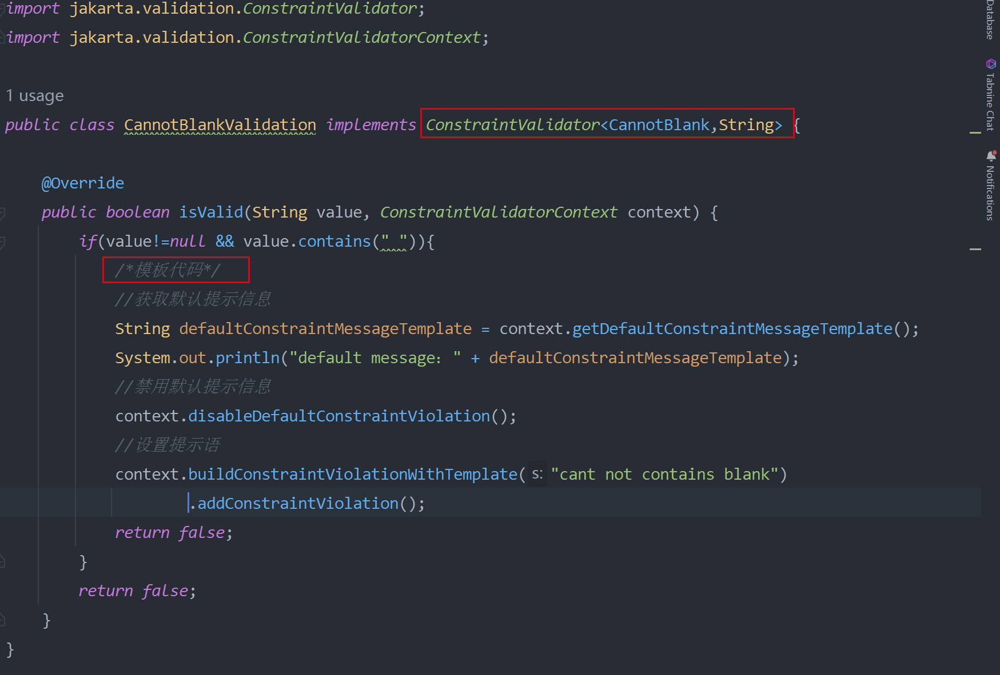 import jakarta.validation.ConstraintValidator;
import jakarta.validation.ConstraintValidatorContext;
1 usage
public class CannotBlankValidation implements ConstraintValidator<CannotBlank,String> {
@Override
public boolean isValid(String value, ConstraintValidatorContext context) {
if(value!=null && value.contains(" ")){
/*模板代码*/
//获取默认提示信息
String defaultConstraintMessageTemplate = context.getDefaultConstraintMessageTemplate();
System.out.println("default message：" + defaultConstraintMessageTemplate);
//禁用默认提示信息
context.disableDefaultConstraintViolation();
//设置提示语
context.buildConstraintViolationWithTemplate( s: "cant not contains blank")
.addConstraintViolation();
return false;
}
return false;
}
}
Database
Tabnine Chat
Notifications